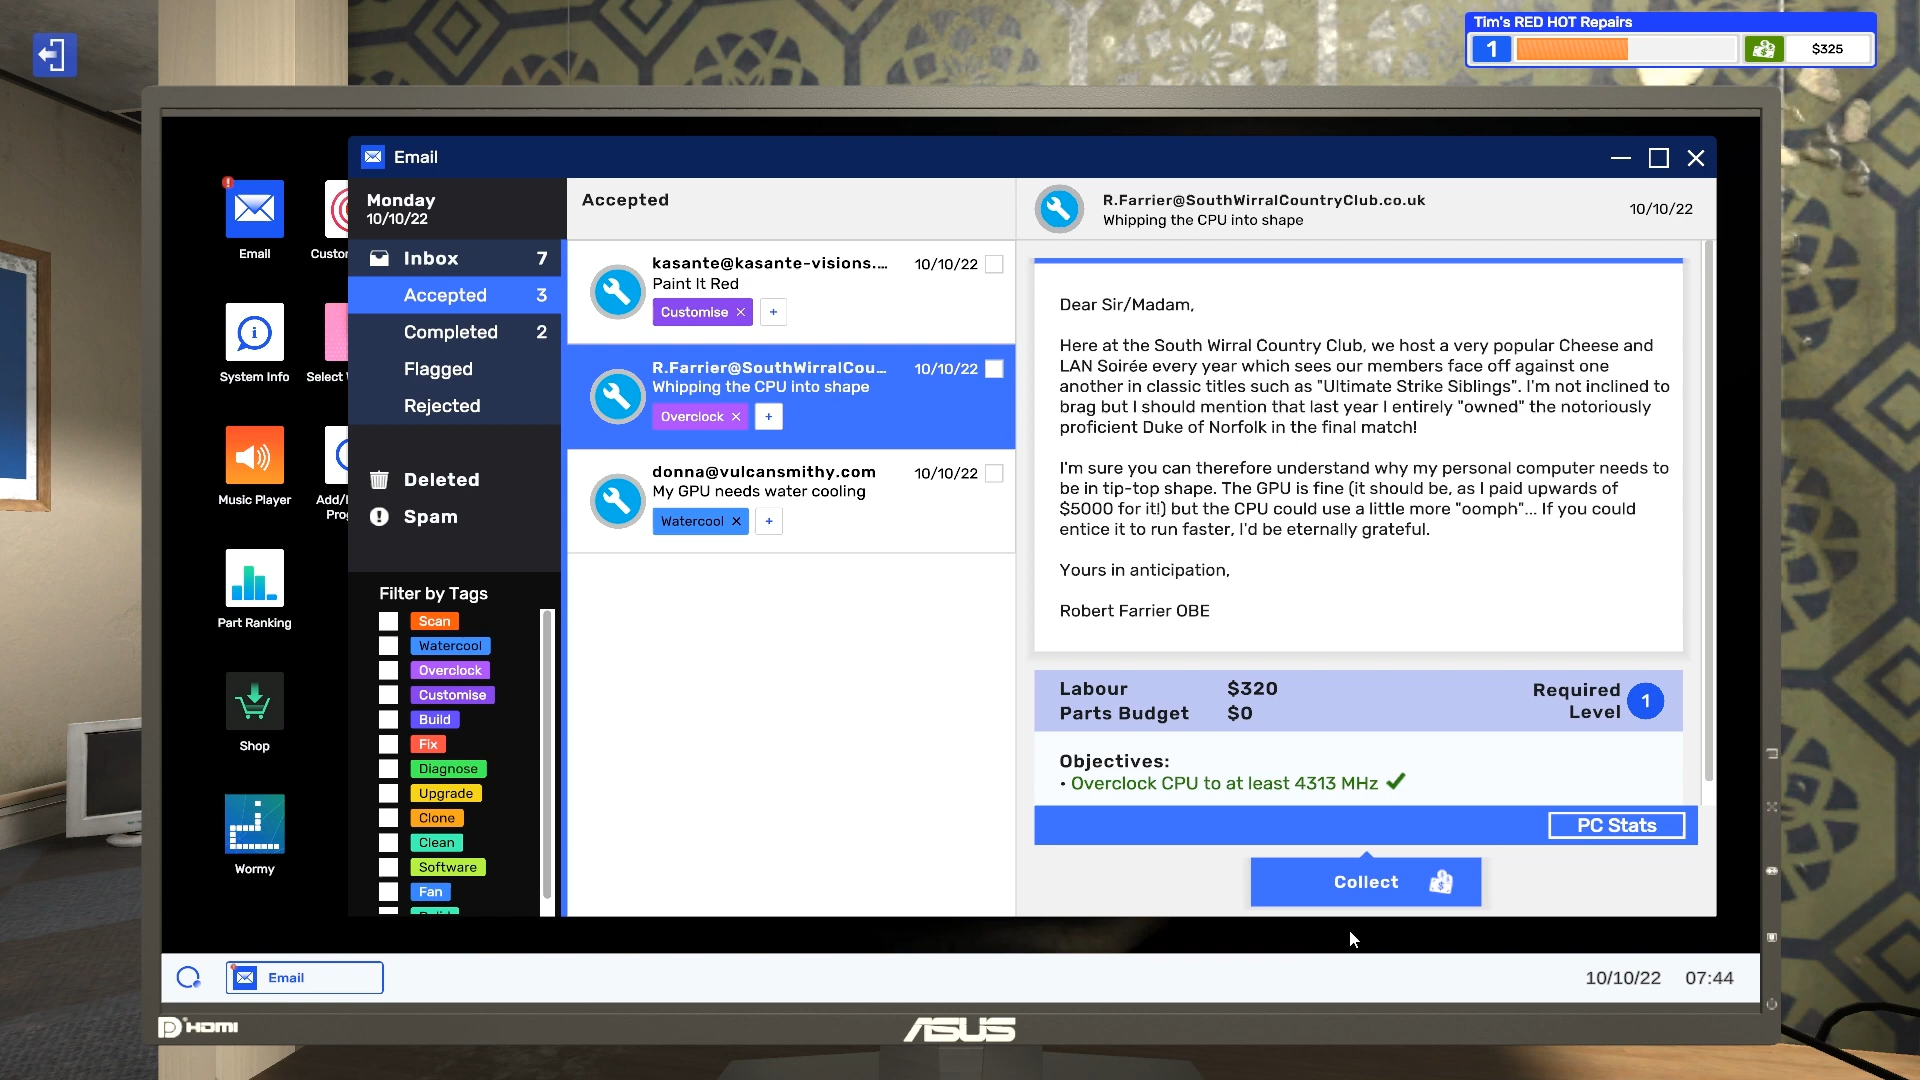 Tim's RED HOT Repairs
1
$325
Email
Monday
10/10/22
Inbox 7
Accepted 3
Completed 2
Flagged
Rejected
Deleted
Spam
Filter by Tags
Scan
Watercool
Overclock
Customise
Build
Fix
Diagnose
Upgrade
Clone
Clean
Software
Fan
Email
System Info
Music Player
Part Ranking
Shop
Wormy
Accepted
kasante@kasante-visions.... 10/10/22
Paint It Red
Customise × +
R.Farrier@SouthWirralCou... 10/10/22
Whipping the CPU into shape
Overclock × +
donna@vulcansmithy.com 10/10/22
My GPU needs water cooling
Watercool × +
R.Farrier@SouthWirralCountryClub.co.uk
Whipping the CPU into shape
10/10/22
Dear Sir/Madam,
Here at the South Wirral Country Club, we host a very popular Cheese and
LAN Soirée every year which sees our members face off against one
another in classic titles such as "Ultimate Strike Siblings". I'm not inclined to
brag but I should mention that last year I entirely "owned" the notoriously
proficient Duke of Norfolk in the final match!
I'm sure you can therefore understand why my personal computer needs to
be in tip-top shape. The GPU is fine (it should be, as I paid upwards of
$5000 for it!) but the CPU could use a little more "oomph"... If you could
entice it to run faster, I'd be eternally grateful.
Yours in anticipation,
Robert Farrier OBE
Labour $320
Parts Budget $0
Required
Level 1
Objectives:
• Overclock CPU to at least 4313 MHz
PC Stats
Collect
Email
10/10/22 07:44
HDMI
ASUS